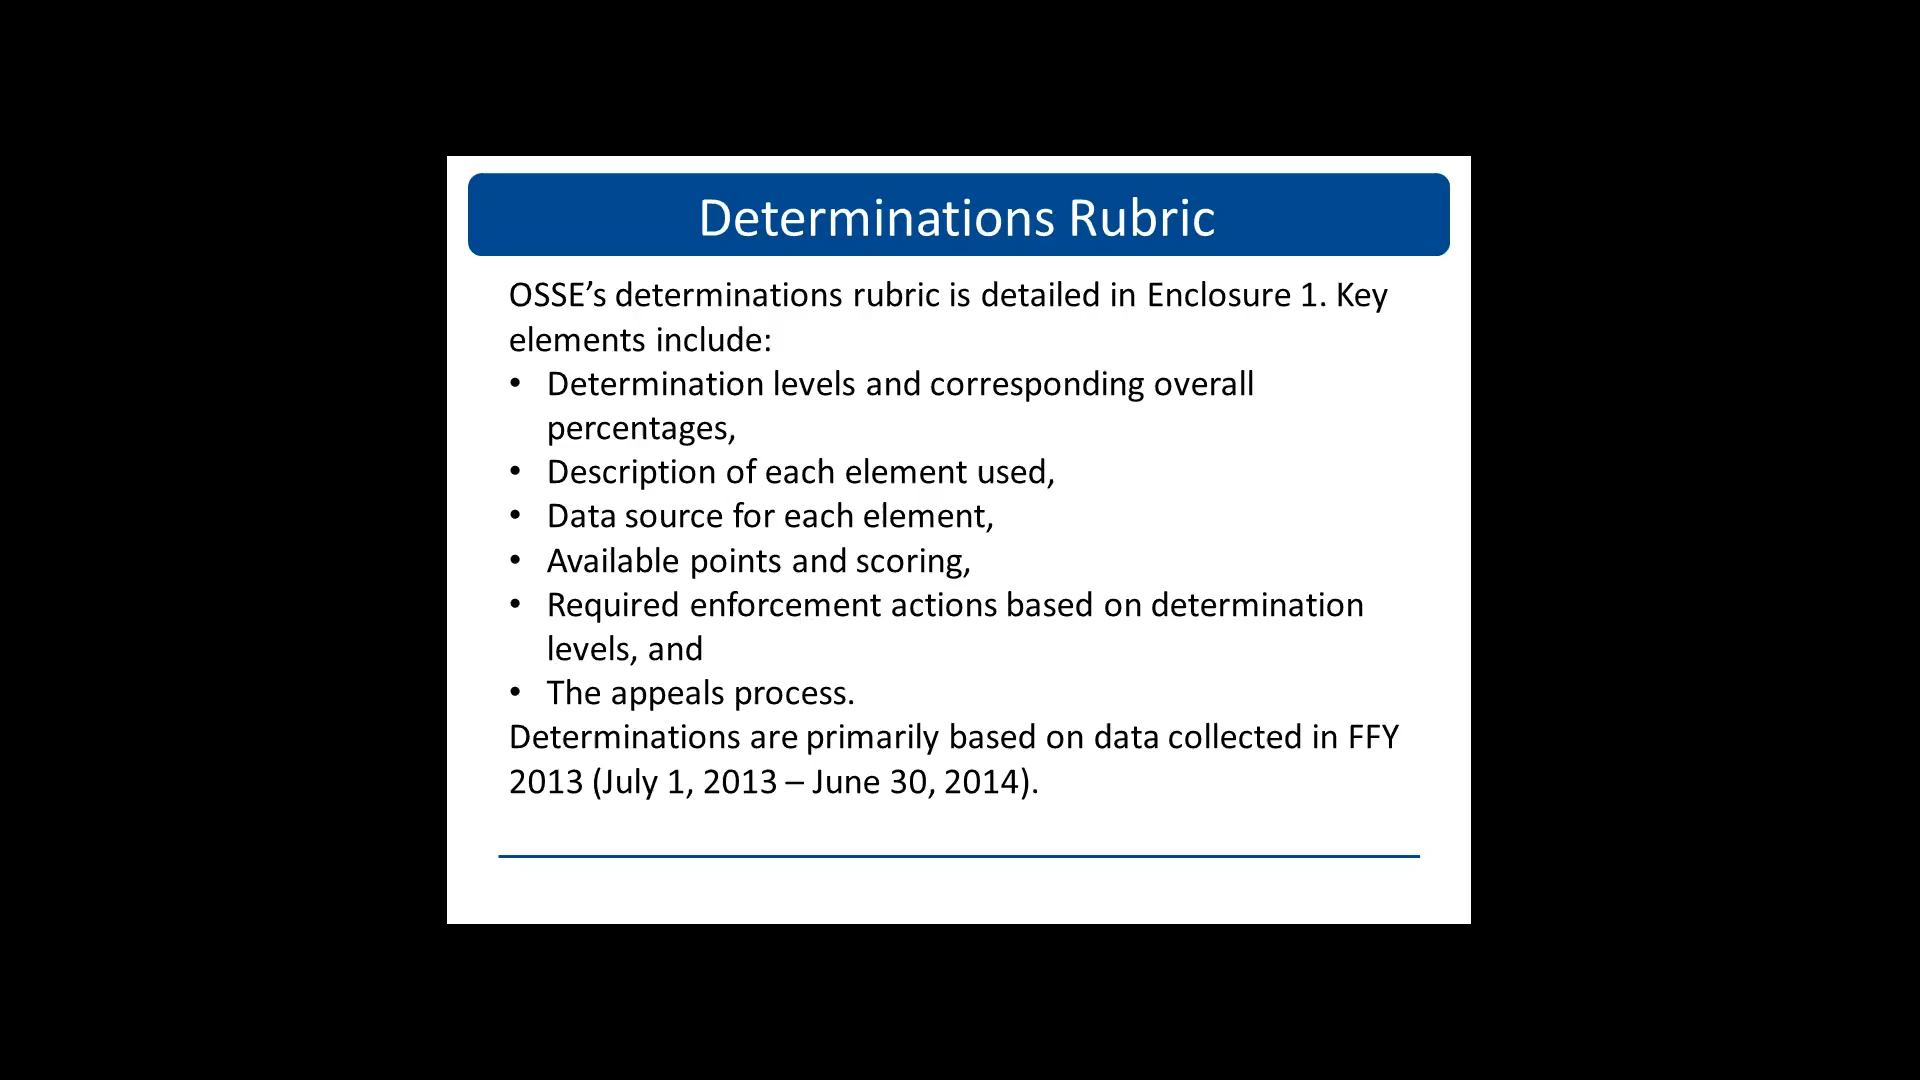 Determinations Rubric
OSSE’s determinations rubric is detailed in Enclosure 1. Key
elements include:
• Determination levels and corresponding overall
percentages,
• Description of each element used,
• Data source for each element,
• Available points and scoring,
• Required enforcement actions based on determination
levels, and
• The appeals process.
Determinations are primarily based on data collected in FFY
2013 (July 1, 2013 – June 30, 2014).